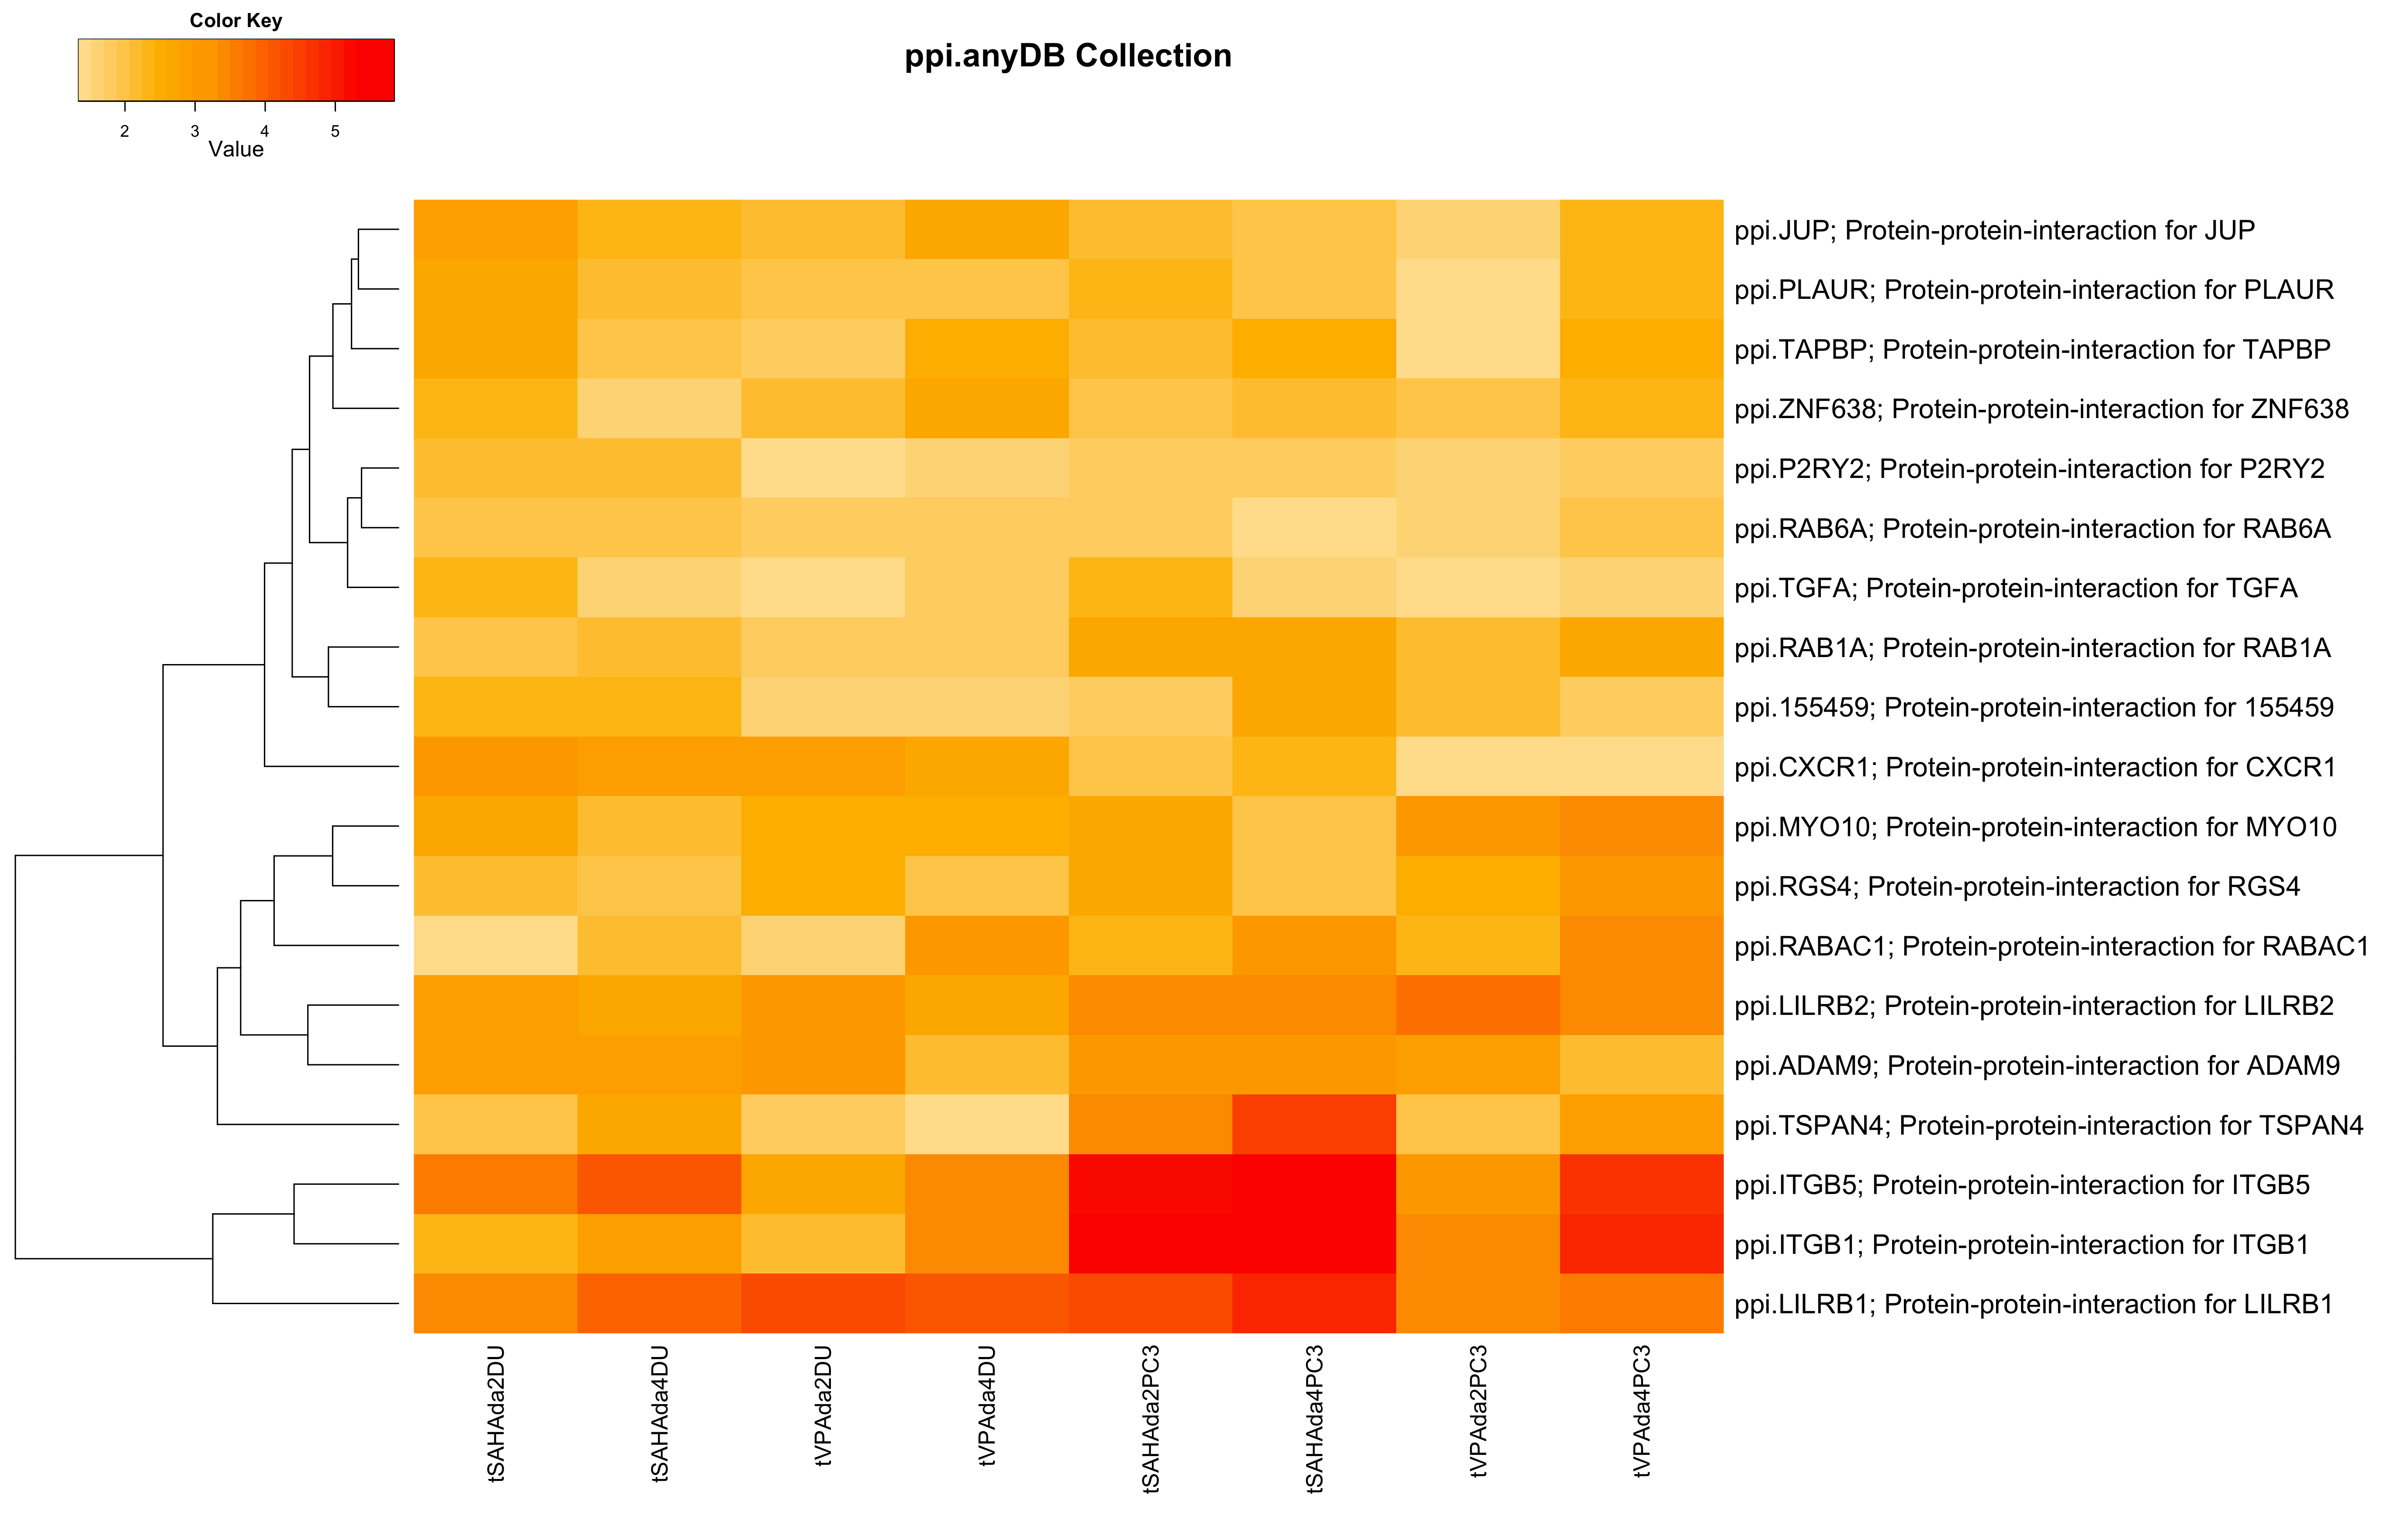 Color Key
2 3 4 5
Value
ppi.anyDB Collection
ppi.JUP; Protein-protein-interaction for JUP
ppi.PLAUR; Protein-protein-interaction for PLAUR
ppi.TAPBP; Protein-protein-interaction for TAPBP
ppi.ZNF638; Protein-protein-interaction for ZNF638
ppi.P2RY2; Protein-protein-interaction for P2RY2
ppi.RAB6A; Protein-protein-interaction for RAB6A
ppi.TGFA; Protein-protein-interaction for TGFA
ppi.RAB1A; Protein-protein-interaction for RAB1A
ppi.155459; Protein-protein-interaction for 155459
ppi.CXCR1; Protein-protein-interaction for CXCR1
ppi.MYO10; Protein-protein-interaction for MYO10
ppi.RGS4; Protein-protein-interaction for RGS4
ppi.RABAC1; Protein-protein-interaction for RABAC1
ppi.LILRB2; Protein-protein-interaction for LILRB2
ppi.ADAM9; Protein-protein-interaction for ADAM9
ppi.TSPAN4; Protein-protein-interaction for TSPAN4
ppi.ITGB5; Protein-protein-interaction for ITGB5
ppi.ITGB1; Protein-protein-interaction for ITGB1
ppi.LILRB1; Protein-protein-interaction for LILRB1
tSAHAda2DU
tSAHAda4DU
tVPAda2DU
tVPAda4DU
tSAHAda2PC3
tSAHAda4PC3
tVPAda2PC3
tVPAda4PC3